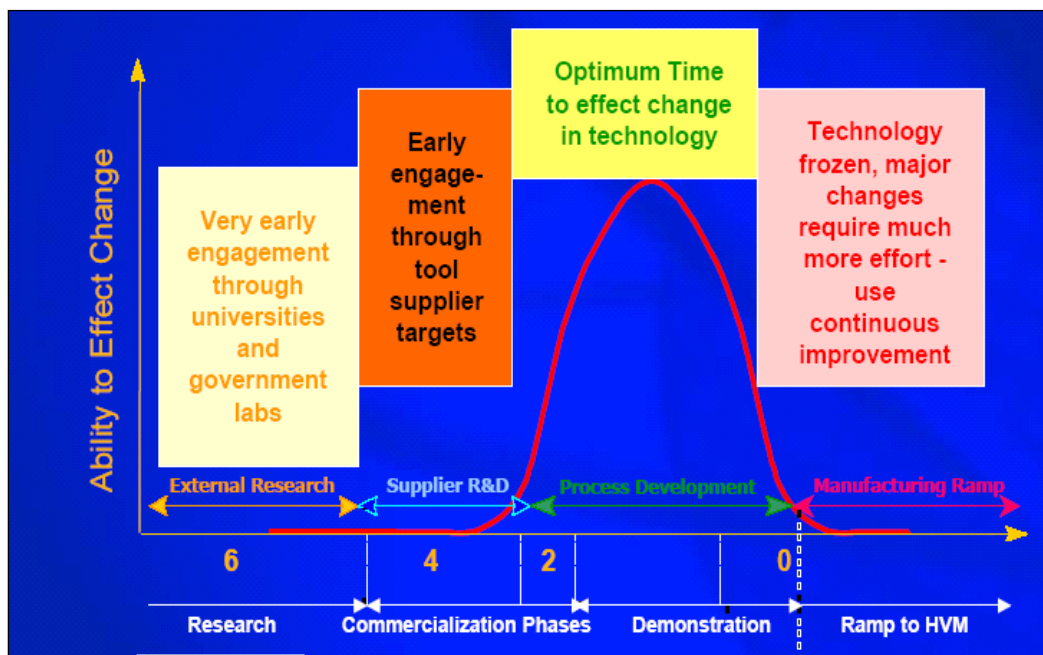 Ability to Effect Change
Very early
engagement
through
universities
and
government
labs
Early
engage-
ment
through
tool
supplier
targets
Optimum Time
to effect change
in technology
Technology
frozen, major
changes
require much
more effort -
use
continuous
improvement
External Research
Supplier R&D
Process Development
Manufacturing Ramp
6
4
2
0
Research
Commercialization Phases
Demonstration
Ramp to HVM